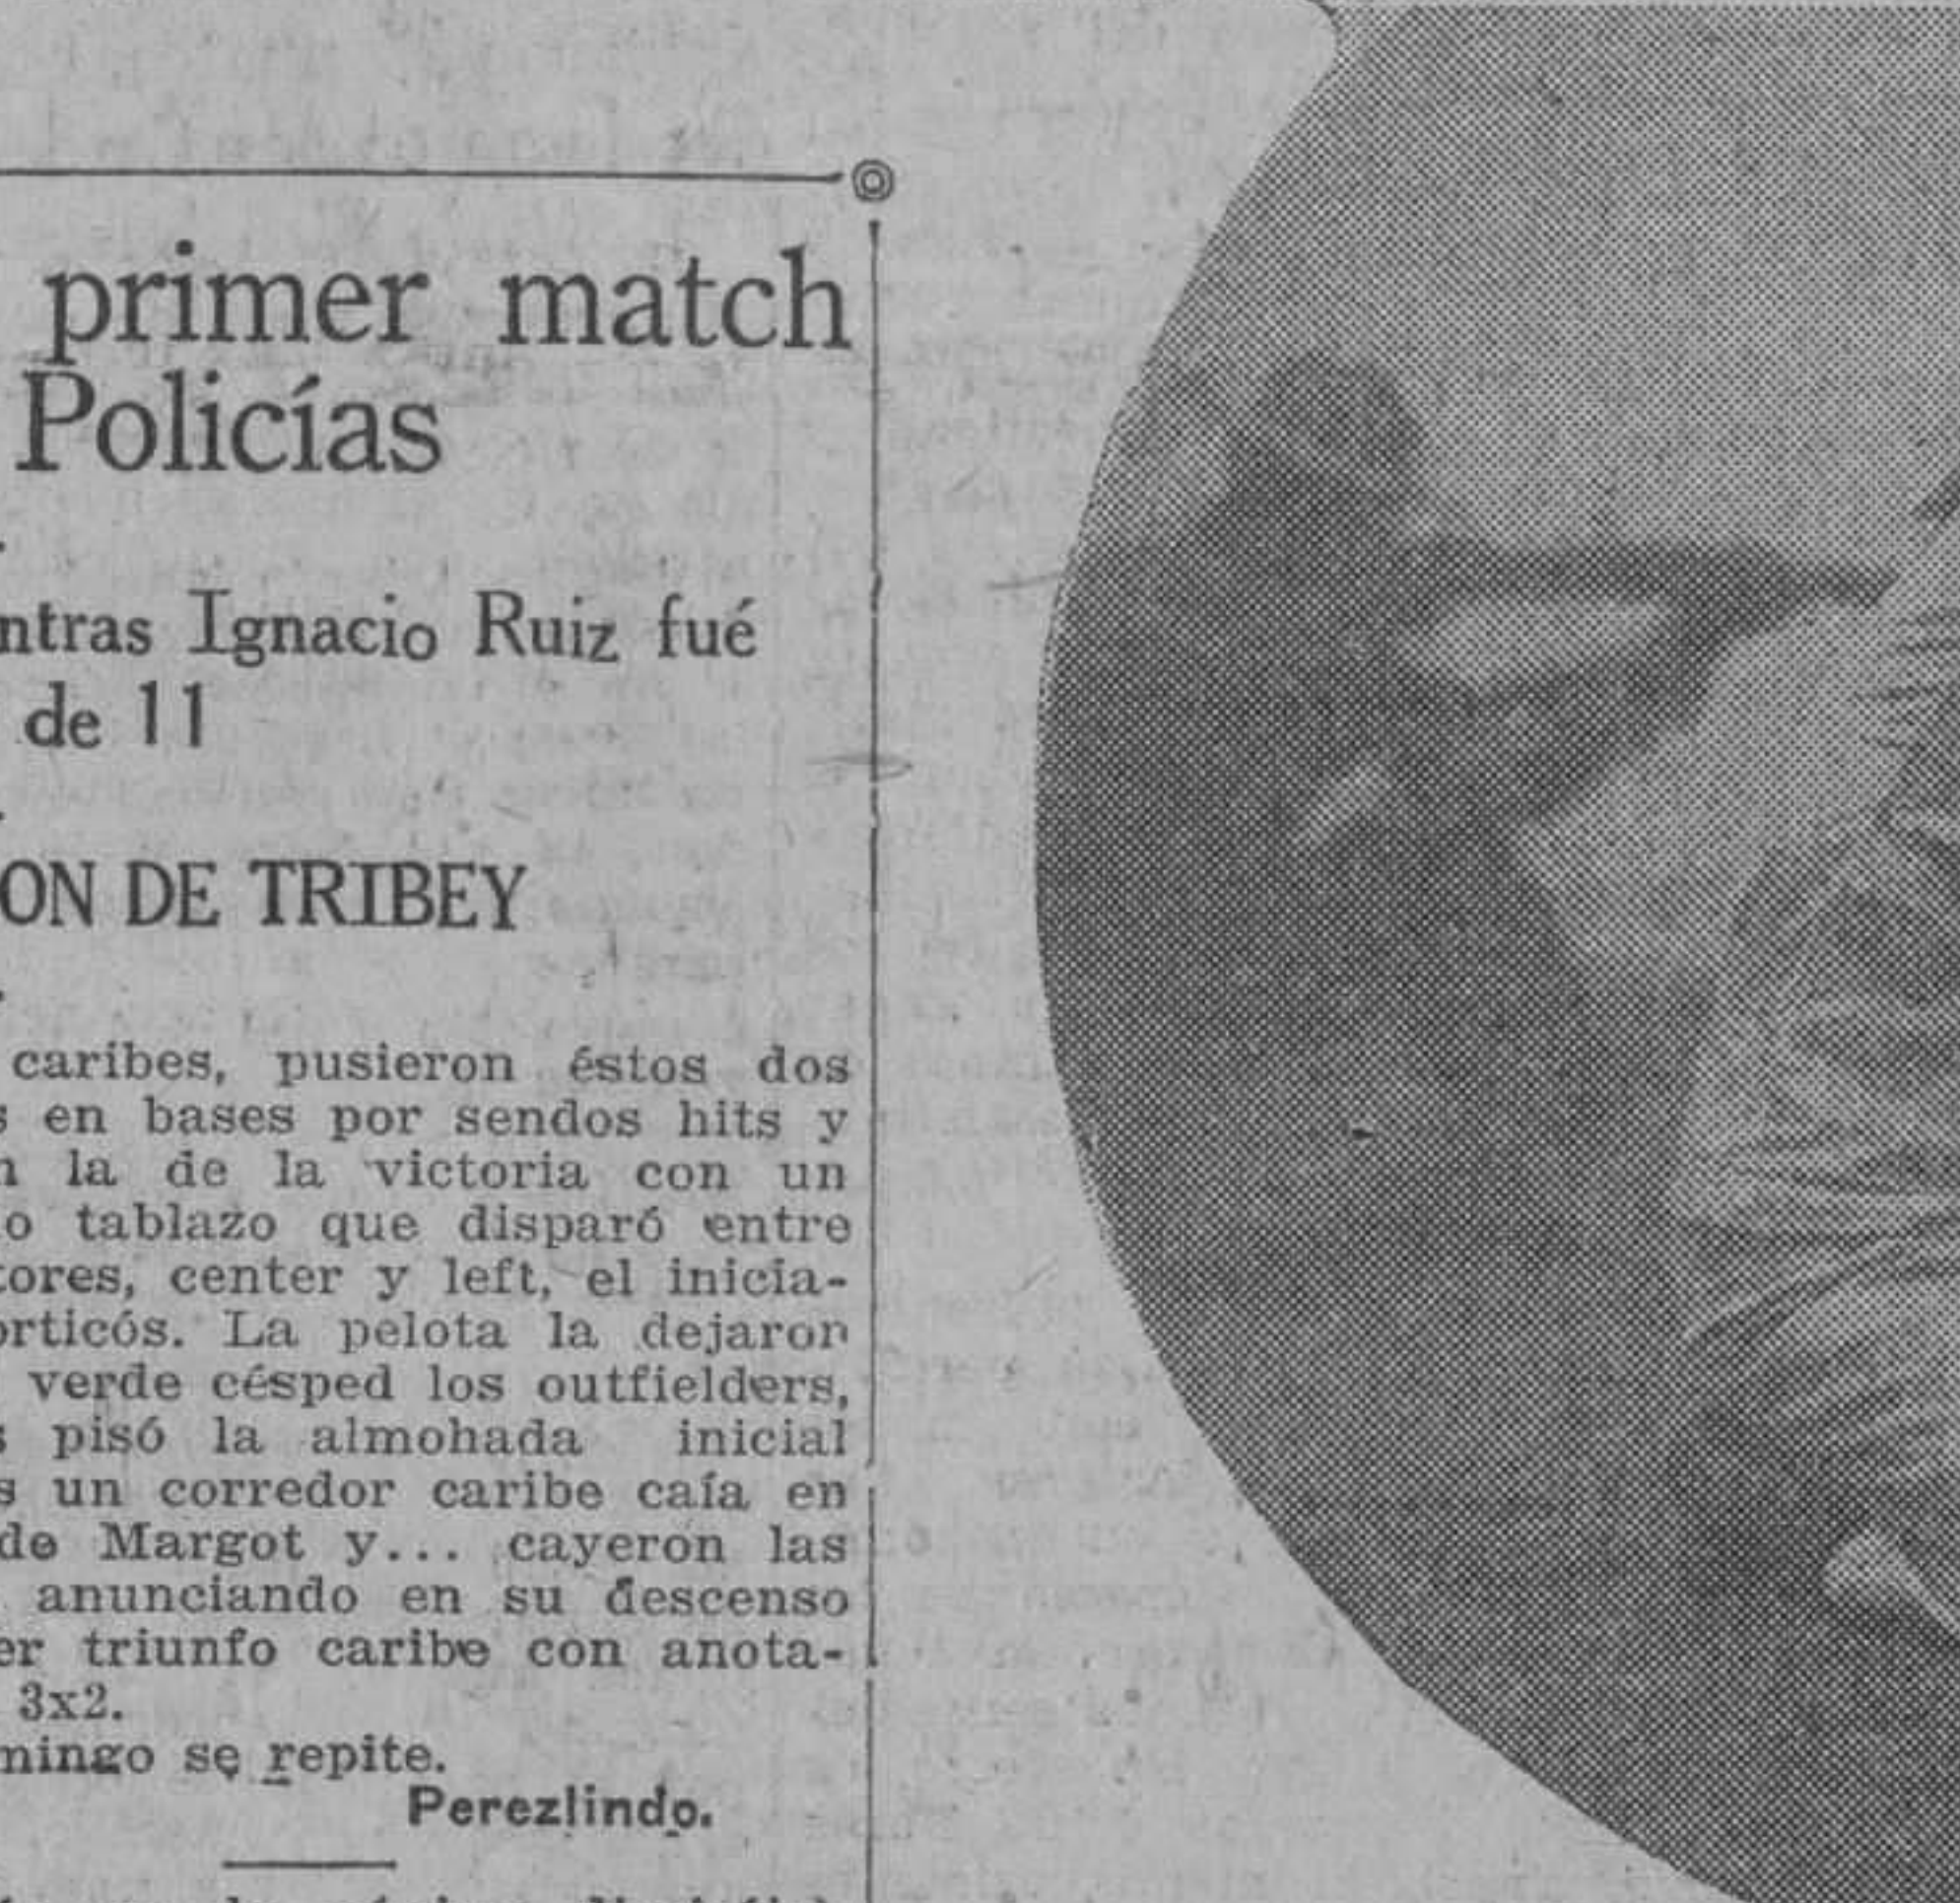 primer match
Policías
ntras Ignacio Ruiz fué
de 11
ON DE TRIBEY
caribes, pusieron éstos dos
s en bases por sendos hits y
n la de la victoria con un
o tablazo que disparó entre
tores, center y left, el inicia-
orticós. La pelota la dejaron
verde césped los outfielders,
s pisó la almohada inicial
s un corredor caribe caía en
de Margot y... cayeron las
anunciando en su descenso
er triunfo caribe con anota-
3x2.
mingo se repite.
Perezlindo.